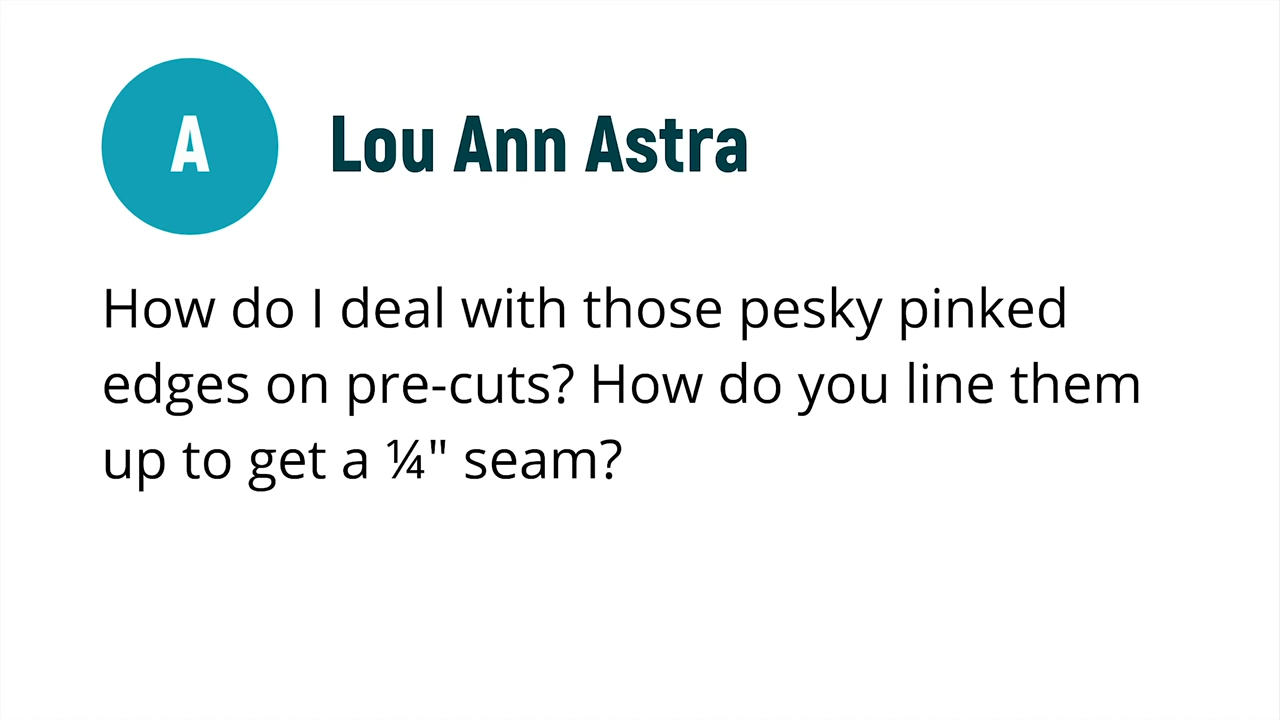 A
Lou Ann Astra
How do I deal with those pesky pinked
edges on pre-cuts? How do you line them
up to get a ¼" seam?